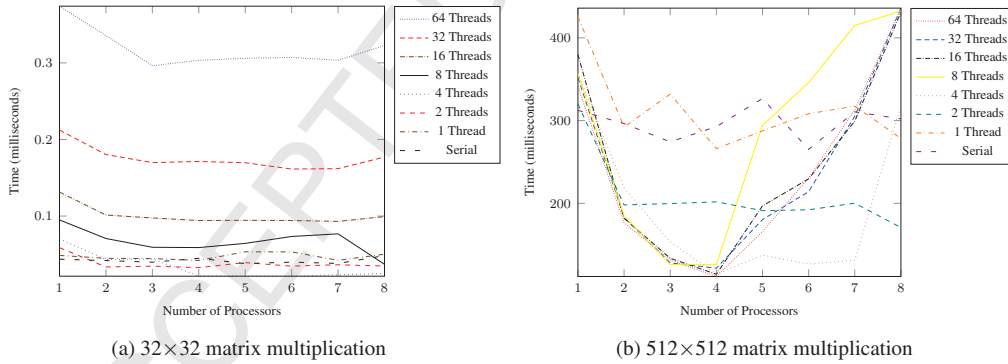 64 Threads
32 Threads
16 Threads
8 Threads
4 Threads
2 Threads
1 Thread
Serial
0.3
0.2
0.1
Time (milliseconds)
1 2 3 4 5 6 7 8
Number of Processors
(a) 32×32 matrix multiplication
64 Threads
32 Threads
16 Threads
8 Threads
4 Threads
2 Threads
1 Thread
Serial
400
300
200
Time (milliseconds)
1 2 3 4 5 6 7 8
Number of Processors
(b) 512×512 matrix multiplication